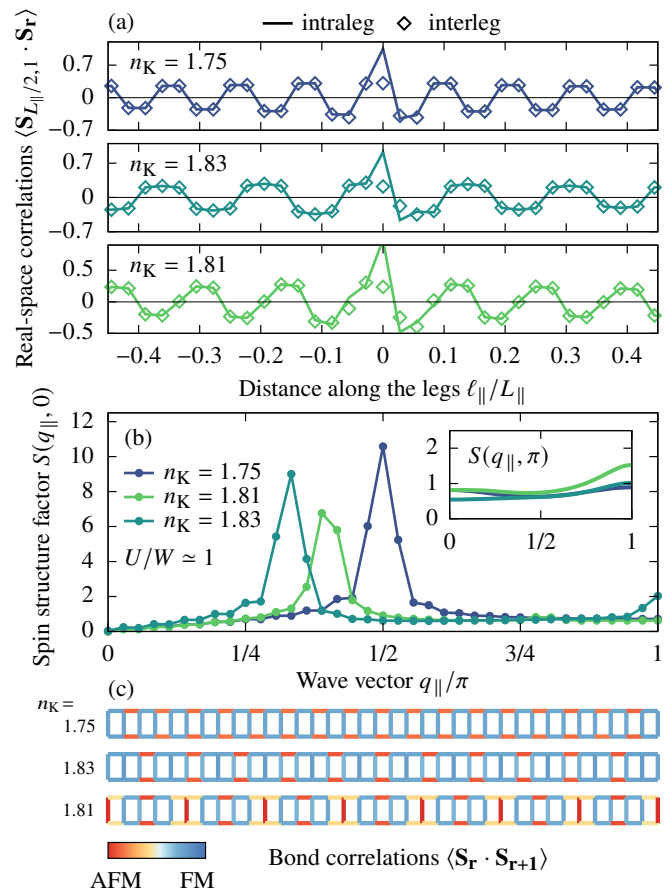 (a) intraleg interleg
Real-space correlations ⟨S_{L∥/2,1} · S_r⟩
n_K = 1.75
0.7
0
−0.7
n_K = 1.83
0.7
0
−0.7
n_K = 1.81
0.5
0
−0.5
−0.4 −0.3 −0.2 −0.1 0 0.1 0.2 0.3 0.4
Distance along the legs ℓ∥/L∥
Spin structure factor S(q∥, 0)
12
10
8
6
4
2
0
(b)
n_K = 1.75
n_K = 1.81
n_K = 1.83
U/W ≃ 1
S(q∥, π)
2
1
0
0 1/2 1
0 1/4 1/2 3/4 1
Wave vector q∥/π
(c)
n_K =
1.75
1.83
1.81
AFM FM
Bond correlations ⟨S_r · S_{r+1}⟩